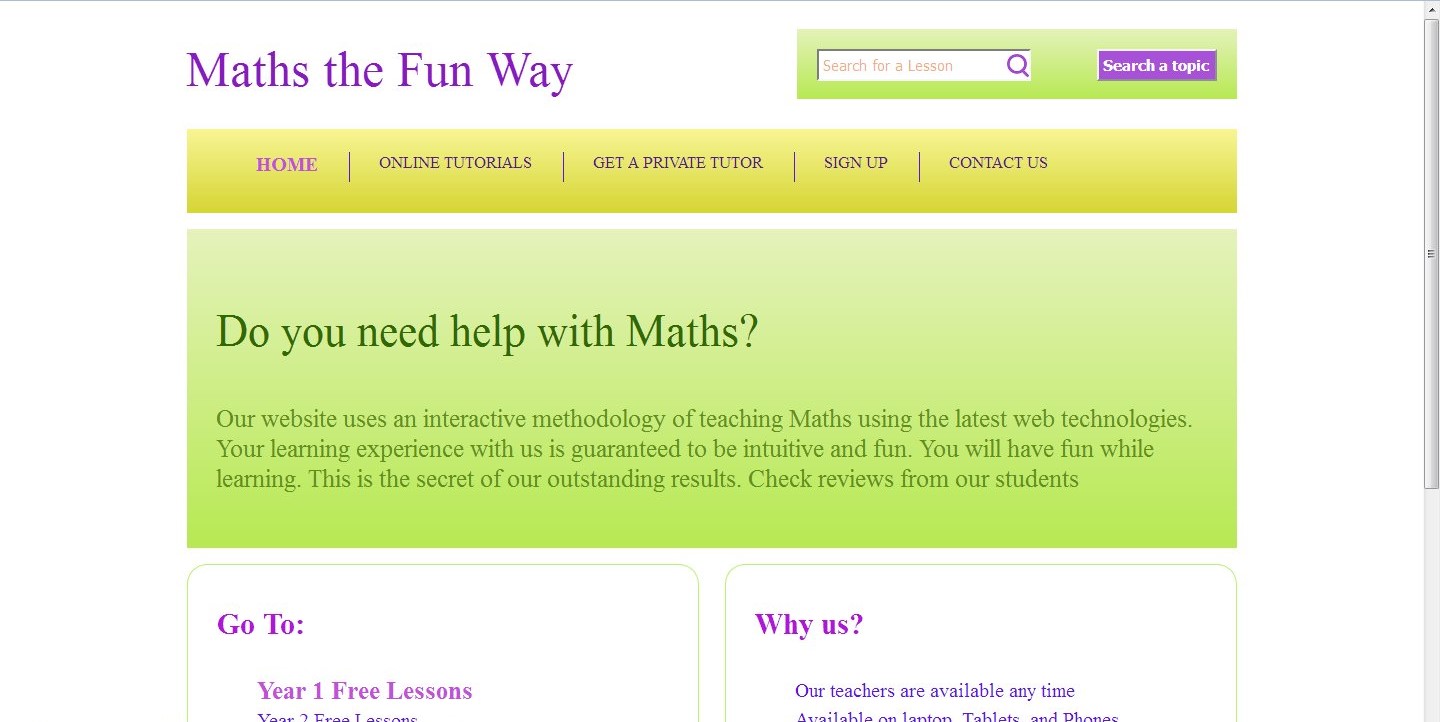 Maths the Fun Way
Search for a Lesson
Search a topic
HOME
ONLINE TUTORIALS
GET A PRIVATE TUTOR
SIGN UP
CONTACT US
Do you need help with Maths?
Our website uses an interactive methodology of teaching Maths using the latest web technologies.
Your learning experience with us is guaranteed to be intuitive and fun. You will have fun while
learning. This is the secret of our outstanding results. Check reviews from our students
Go To:
Year 1 Free Lessons
Year 2 Free Lessons
Why us?
Our teachers are available any time
Available on laptop, Tablets, and Phones